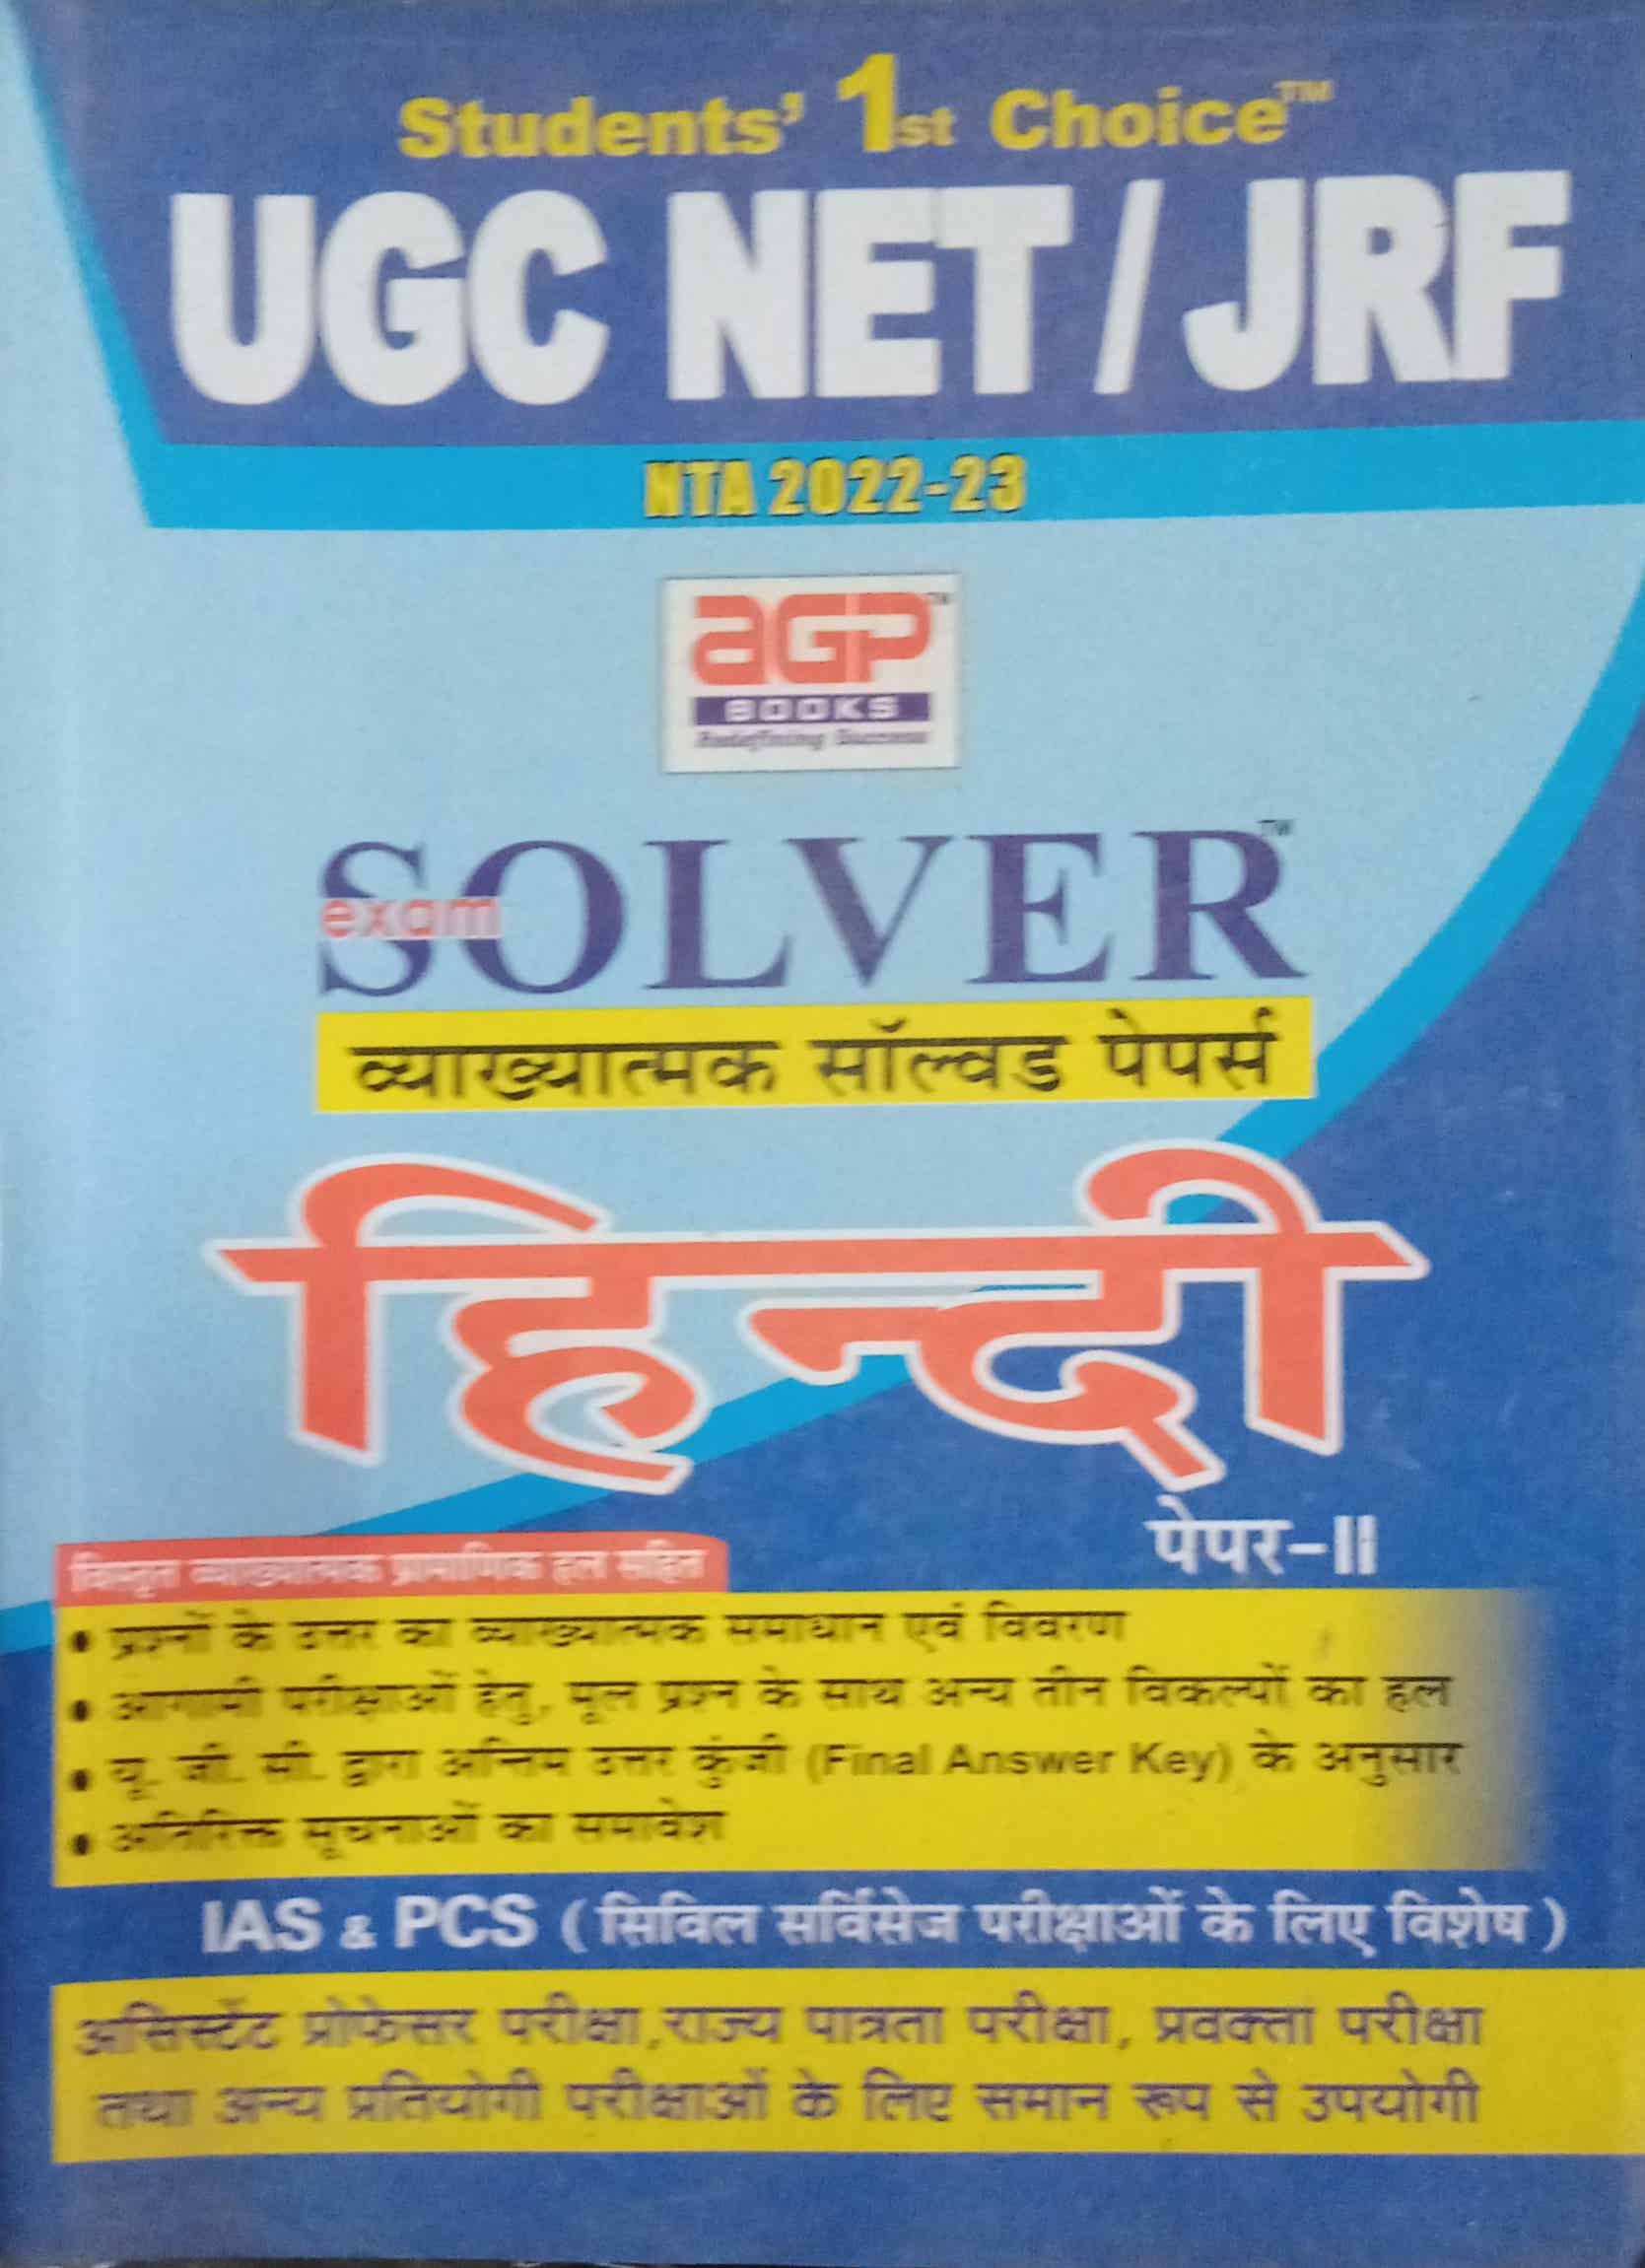 Students' 1st Choice™
UGC NET / JRF
NTA 2022-23
aGP™
BOOKS
Redefining Success
exam SOLVER™
व्याख्यात्मक सॉल्वड पेपर्स
हिन्दी
पेपर-II
विस्तृत व्याख्यात्मक प्रामाणिक हल सहित
• प्रश्नों के उत्तर का व्याख्यात्मक समाधान एवं विवरण
• आगामी परीक्षाओं हेतु, मूल प्रश्न के साथ अन्य तीन विकल्पों का हल
• यू. जी. सी. द्वारा अन्तिम उत्तर कुंजी (Final Answer Key) के अनुसार
• अतिरिक्त सूचनाओं का समावेश
IAS & PCS ( सिविल सर्विसेज परीक्षाओं के लिए विशेष )
असिस्टेंट प्रोफेसर परीक्षा, राज्य पात्रता परीक्षा, प्रवक्ता परीक्षा
तथा अन्य प्रतियोगी परीक्षाओं के लिए समान रूप से उपयोगी